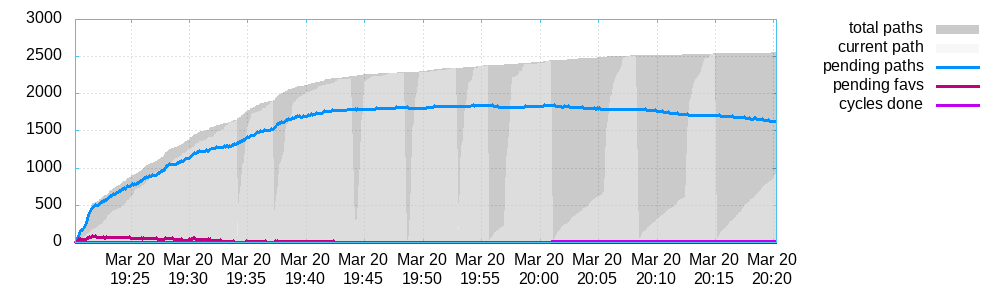 3000
2500
2000
1500
1000
500
0
Mar 20 Mar 20 Mar 20 Mar 20 Mar 20 Mar 20 Mar 20 Mar 20 Mar 20 Mar 20 Mar 20 Mar 20
19:25 19:30 19:35 19:40 19:45 19:50 19:55 20:00 20:05 20:10 20:15 20:20
total paths
current path
pending paths
pending favs
cycles done